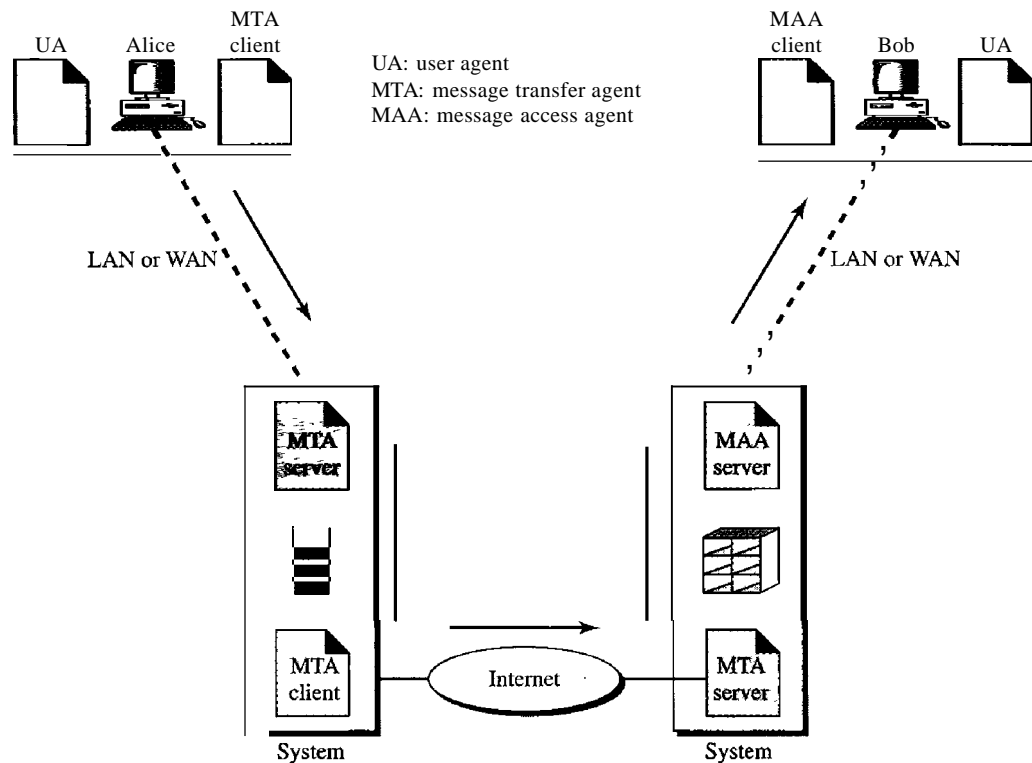 MTA
UA Alice client
MAA
client Bob UA
UA: user agent
MTA: message transfer agent
MAA: message access agent
LAN or WAN
LAN or WAN
MTA
server
MAA
server
MTA
client
Internet
MTA
server
System
System